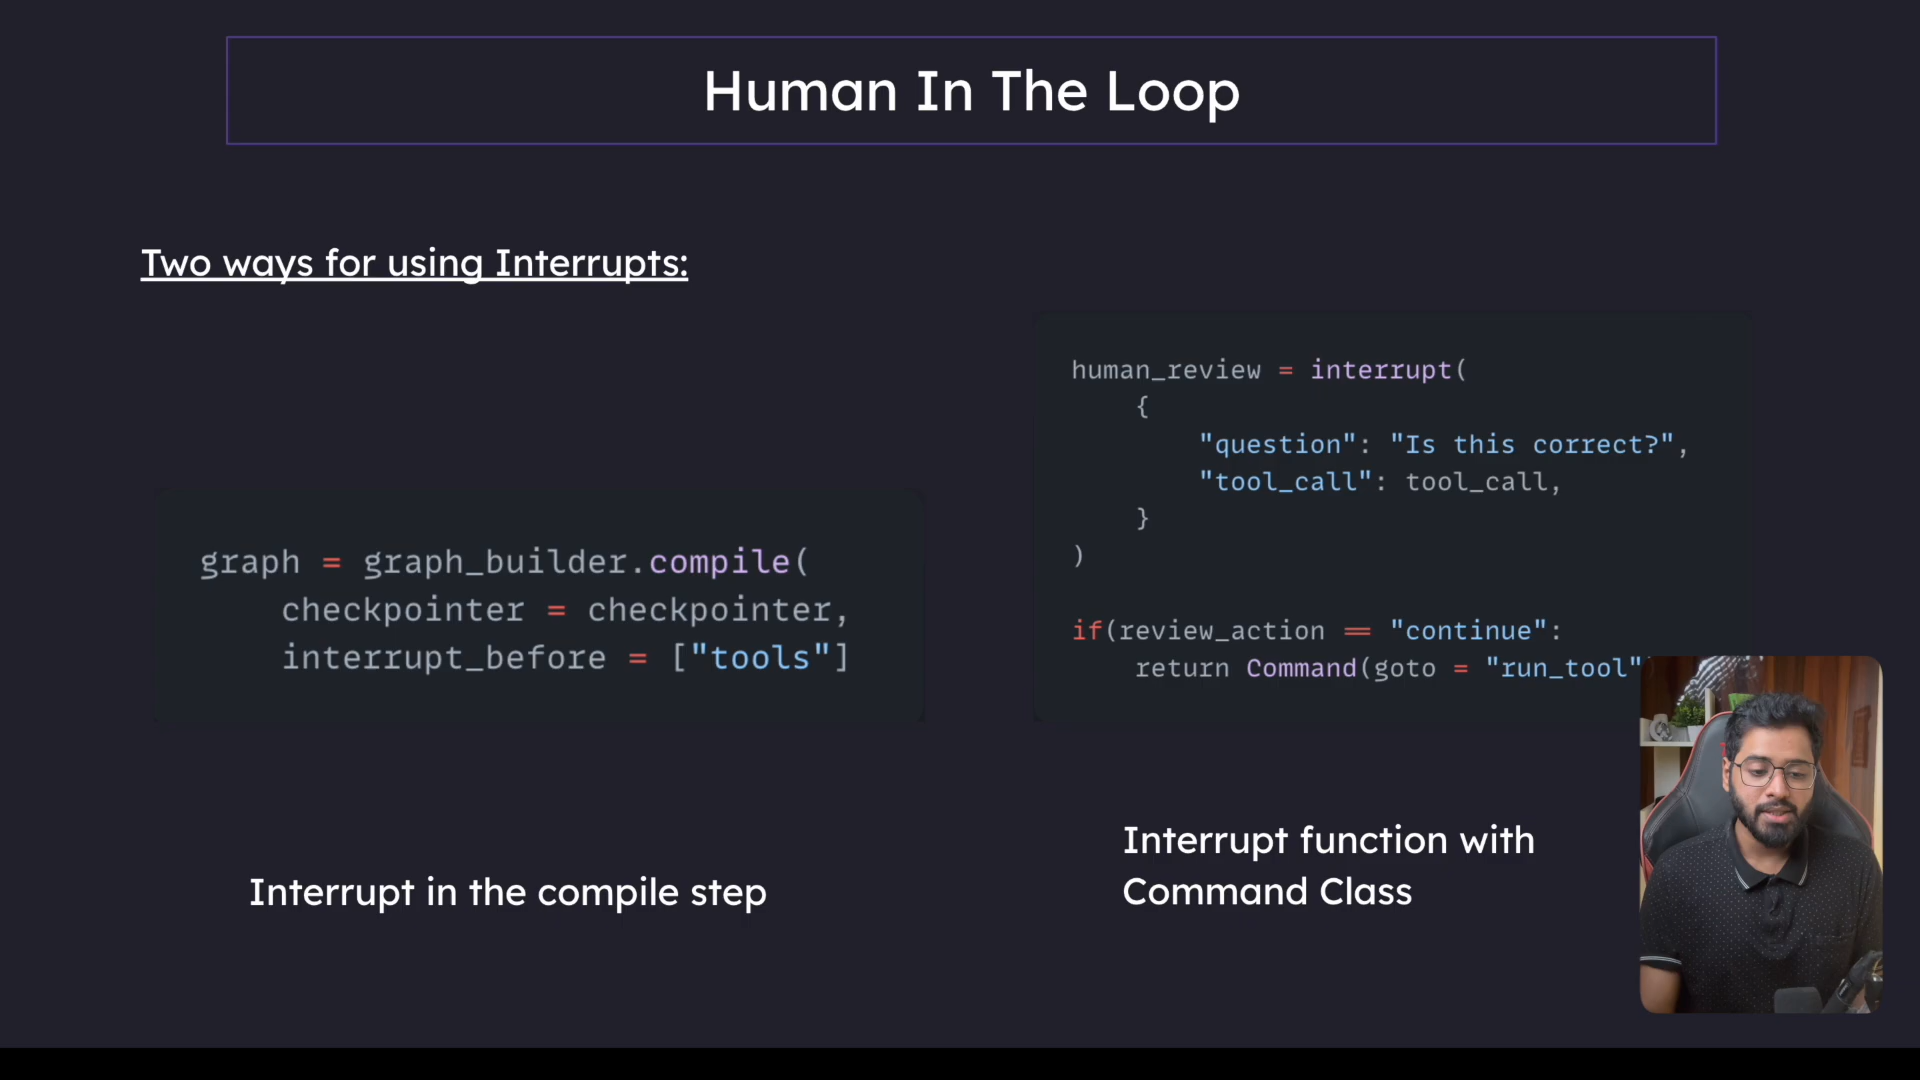 Human In The Loop
Two ways for using Interrupts:
graph = graph_builder.compile(
checkpointer = checkpointer,
interrupt_before = ["tools"]
Interrupt in the compile step
human_review = interrupt(
{
"question": "Is this correct?",
"tool_call": tool_call,
}
)
if(review_action == "continue":
return Command(goto = "run_tool"
Interrupt function with
Command Class